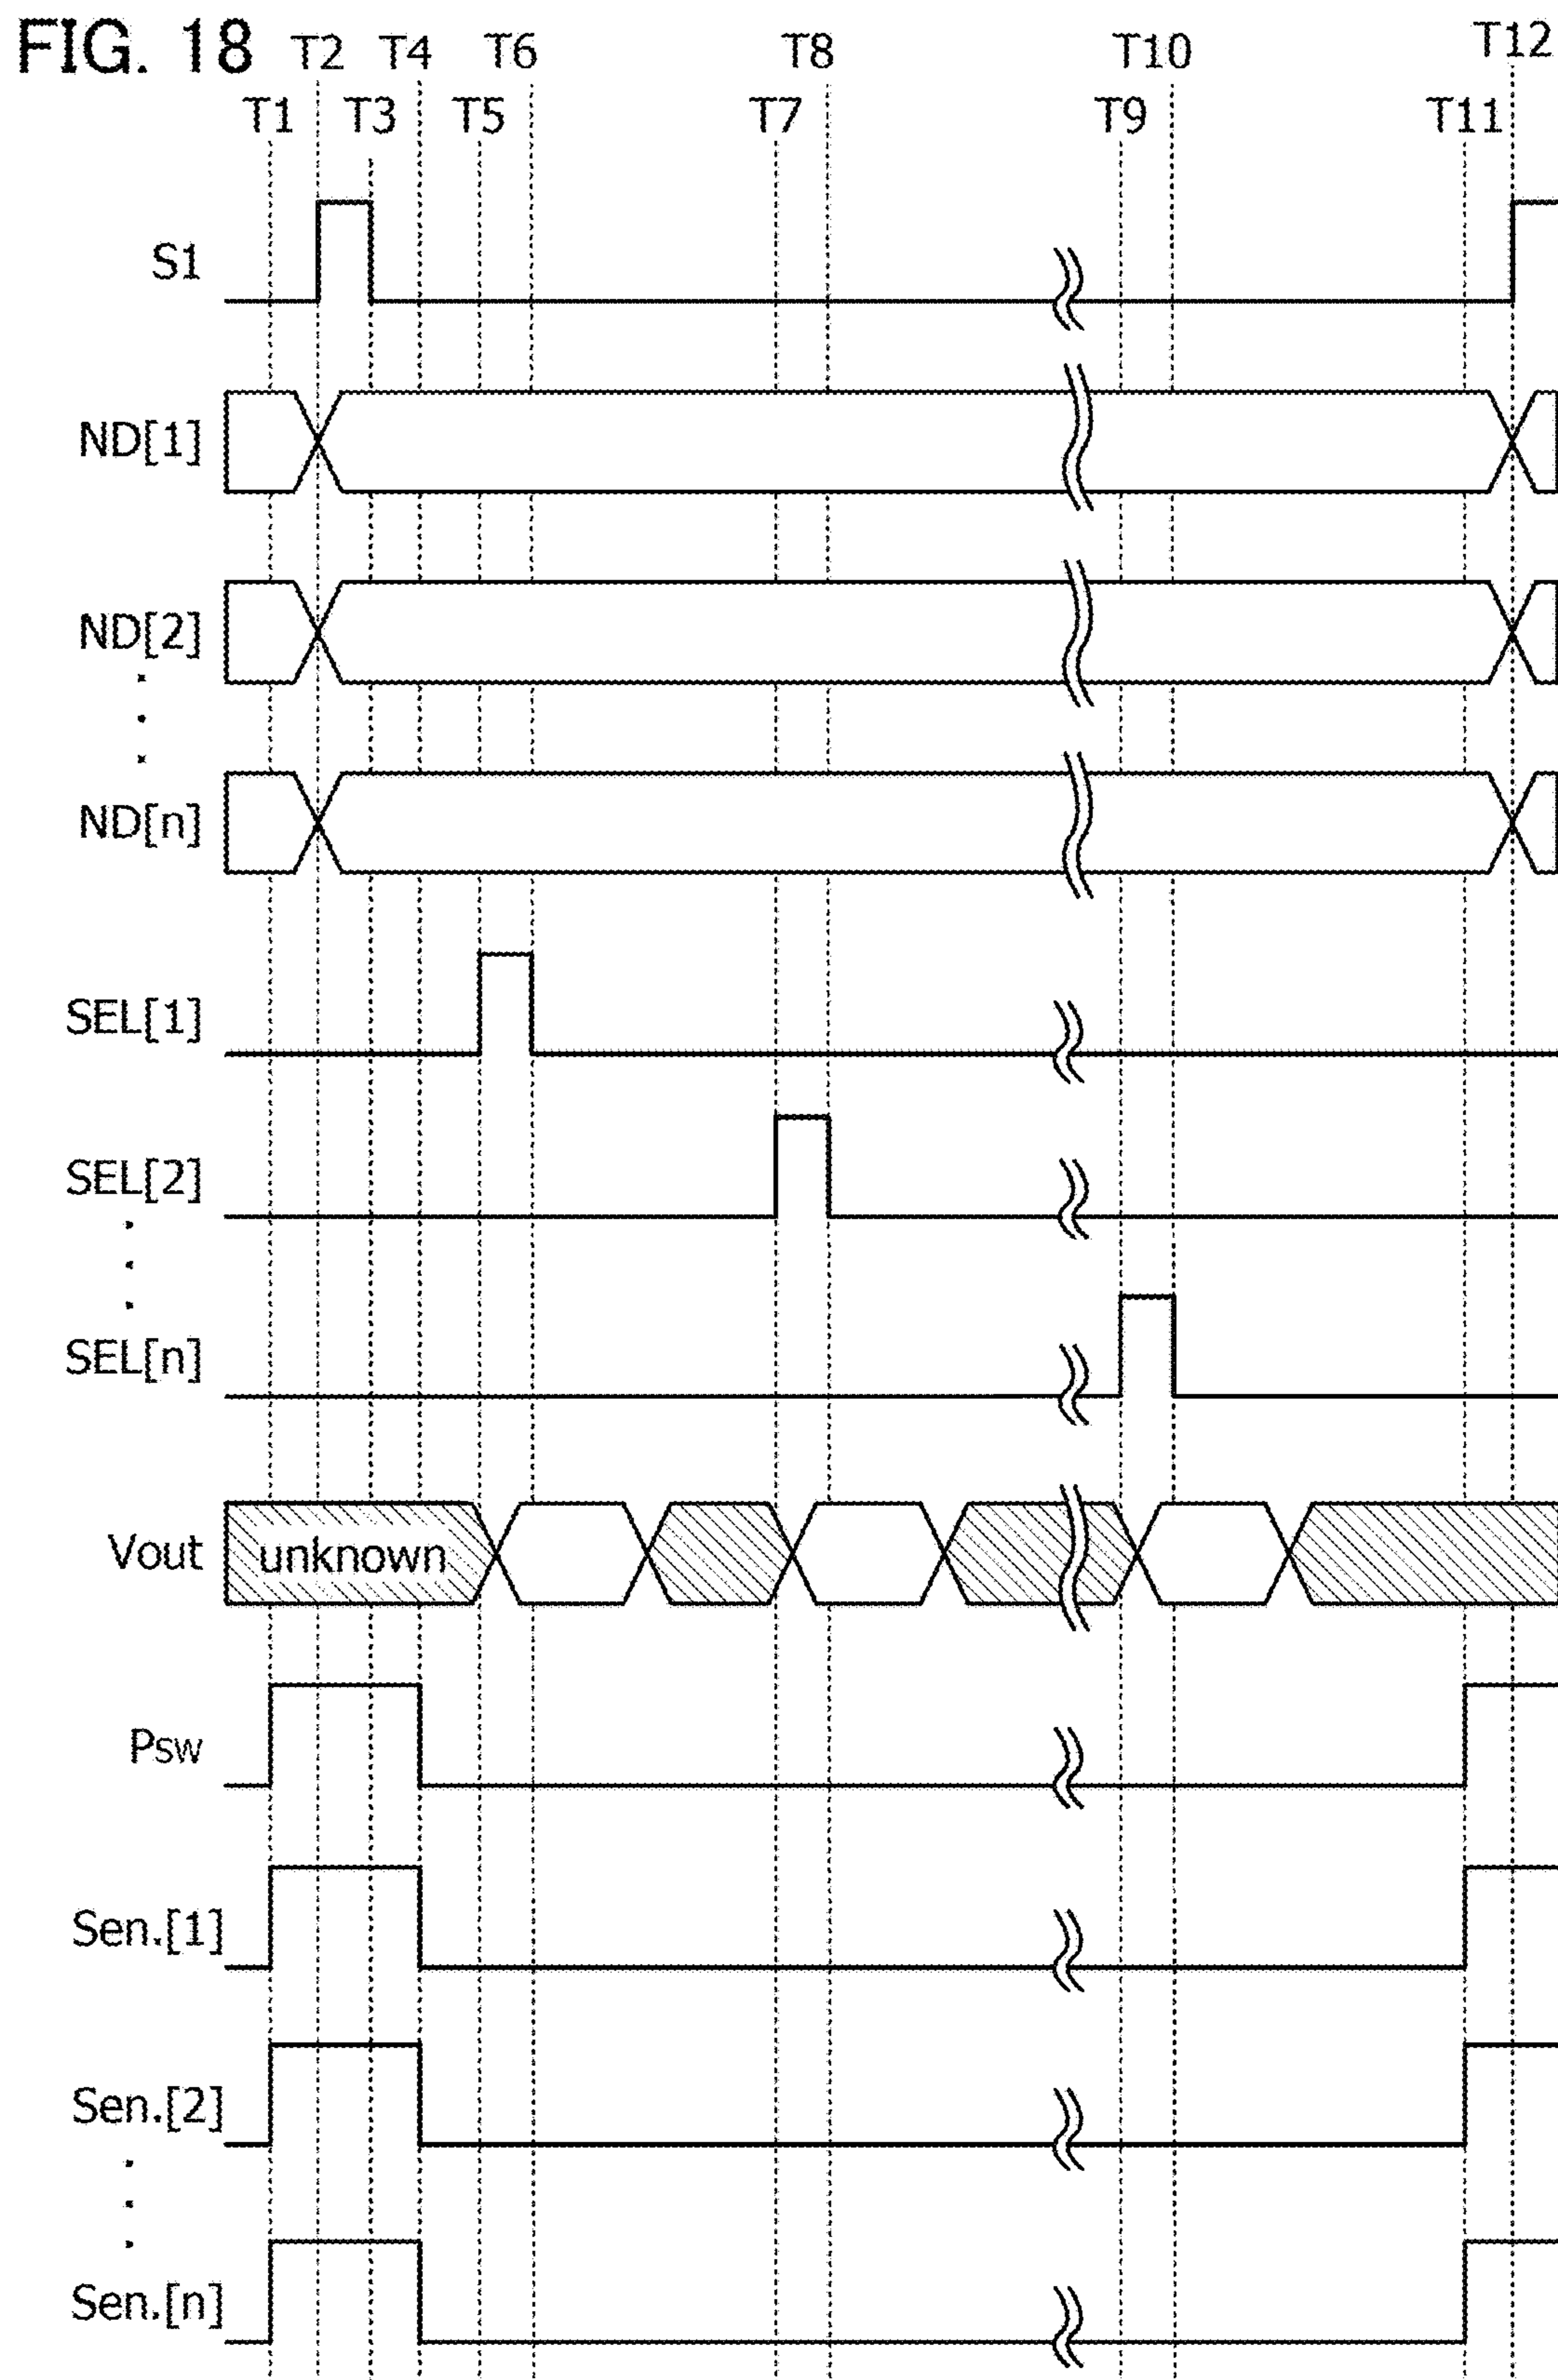 FIG. 18
T2 T4 T6 T8 T10 T12
T1 T3 T5 T7 T9 T11
S1
ND[1]
ND[2]
ND[n]
SEL[1]
SEL[2]
SEL[n]
Vout unknown
Psw
Sen.[1]
Sen.[2]
Sen.[n]